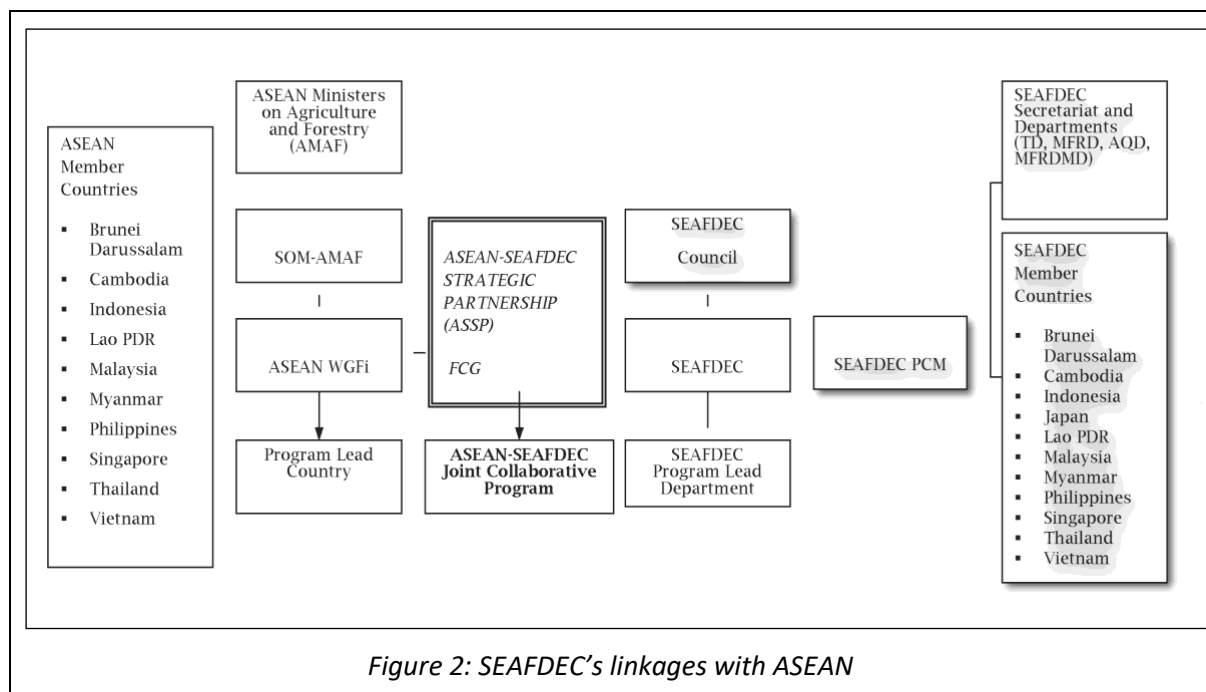 ASEAN
Member
Countries
▪ Brunei
Darussalam
▪ Cambodia
▪ Indonesia
▪ Lao PDR
▪ Malaysia
▪ Myanmar
▪ Philippines
▪ Singapore
▪ Thailand
▪ Vietnam
ASEAN Ministers
on Agriculture
and Forestry
(AMAF)
SOM-AMAF
ASEAN WGFi
Program Lead
Country
ASEAN-SEAFDEC
STRATEGIC
PARTNERSHIP
(ASSP)
FCG
ASEAN-SEAFDEC
Joint Collaborative
Program
SEAFDEC
Council
SEAFDEC
SEAFDEC
Program Lead
Department
SEAFDEC PCM
SEAFDEC
Secretariat and
Departments
(TD, MFRD, AQD,
MFRDMD)
SEAFDEC
Member
Countries
▪ Brunei
Darussalam
▪ Cambodia
▪ Indonesia
▪ Japan
▪ Lao PDR
▪ Malaysia
▪ Myanmar
▪ Philippines
▪ Singapore
▪ Thailand
▪ Vietnam
Figure 2: SEAFDEC’s linkages with ASEAN